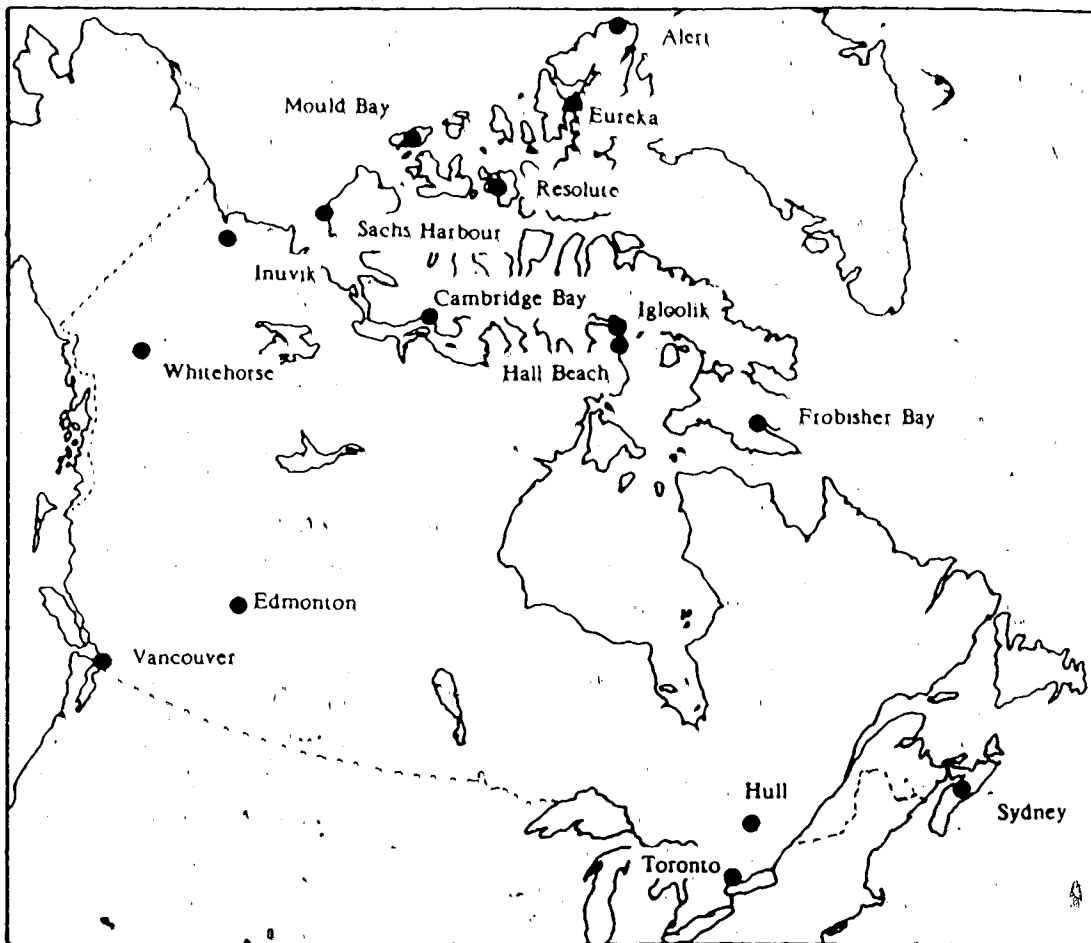 Alert
Mould Bay
Eureka
Resolute
Sachs Harbour
Inuvik
Cambridge Bay
Igloolik
Whitehorse
Hall Beach
Frobisher Bay
Edmonton
Vancouver
Hull
Sydney
Toronto